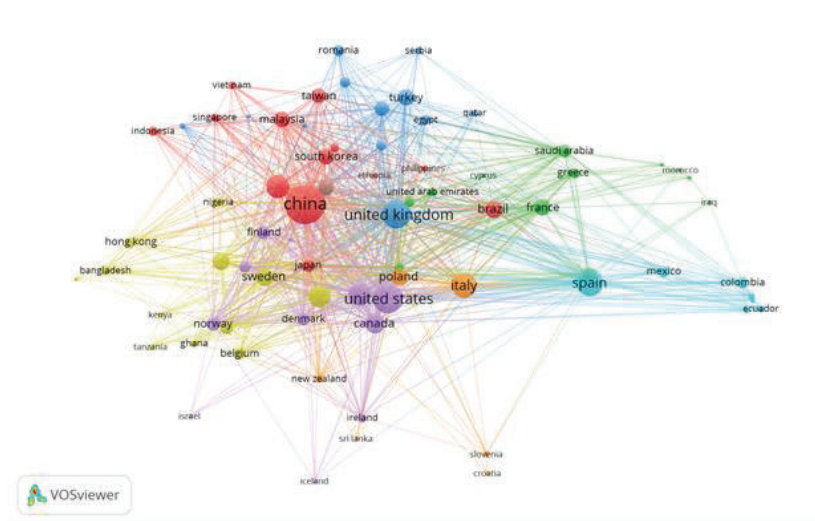 romania
serbia
vietnam
taiwan
turkey
singapore
malaysia
egypt
qatar
indonesia
south korea
saudi arabia
ethiopia
philippines
cyprus
greece
morocco
united arab emirates
nigeria
china
united kingdom
brazil
france
iraq
finland
hong kong
bangladesh
sweden
japan
poland
united states
italy
spain
mexico
colombia
ecuador
kenya
norway
denmark
canada
tanzania
ghana
belgium
new zealand
israel
ireland
sri lanka
slovenia
croatia
iceland
VOSviewer